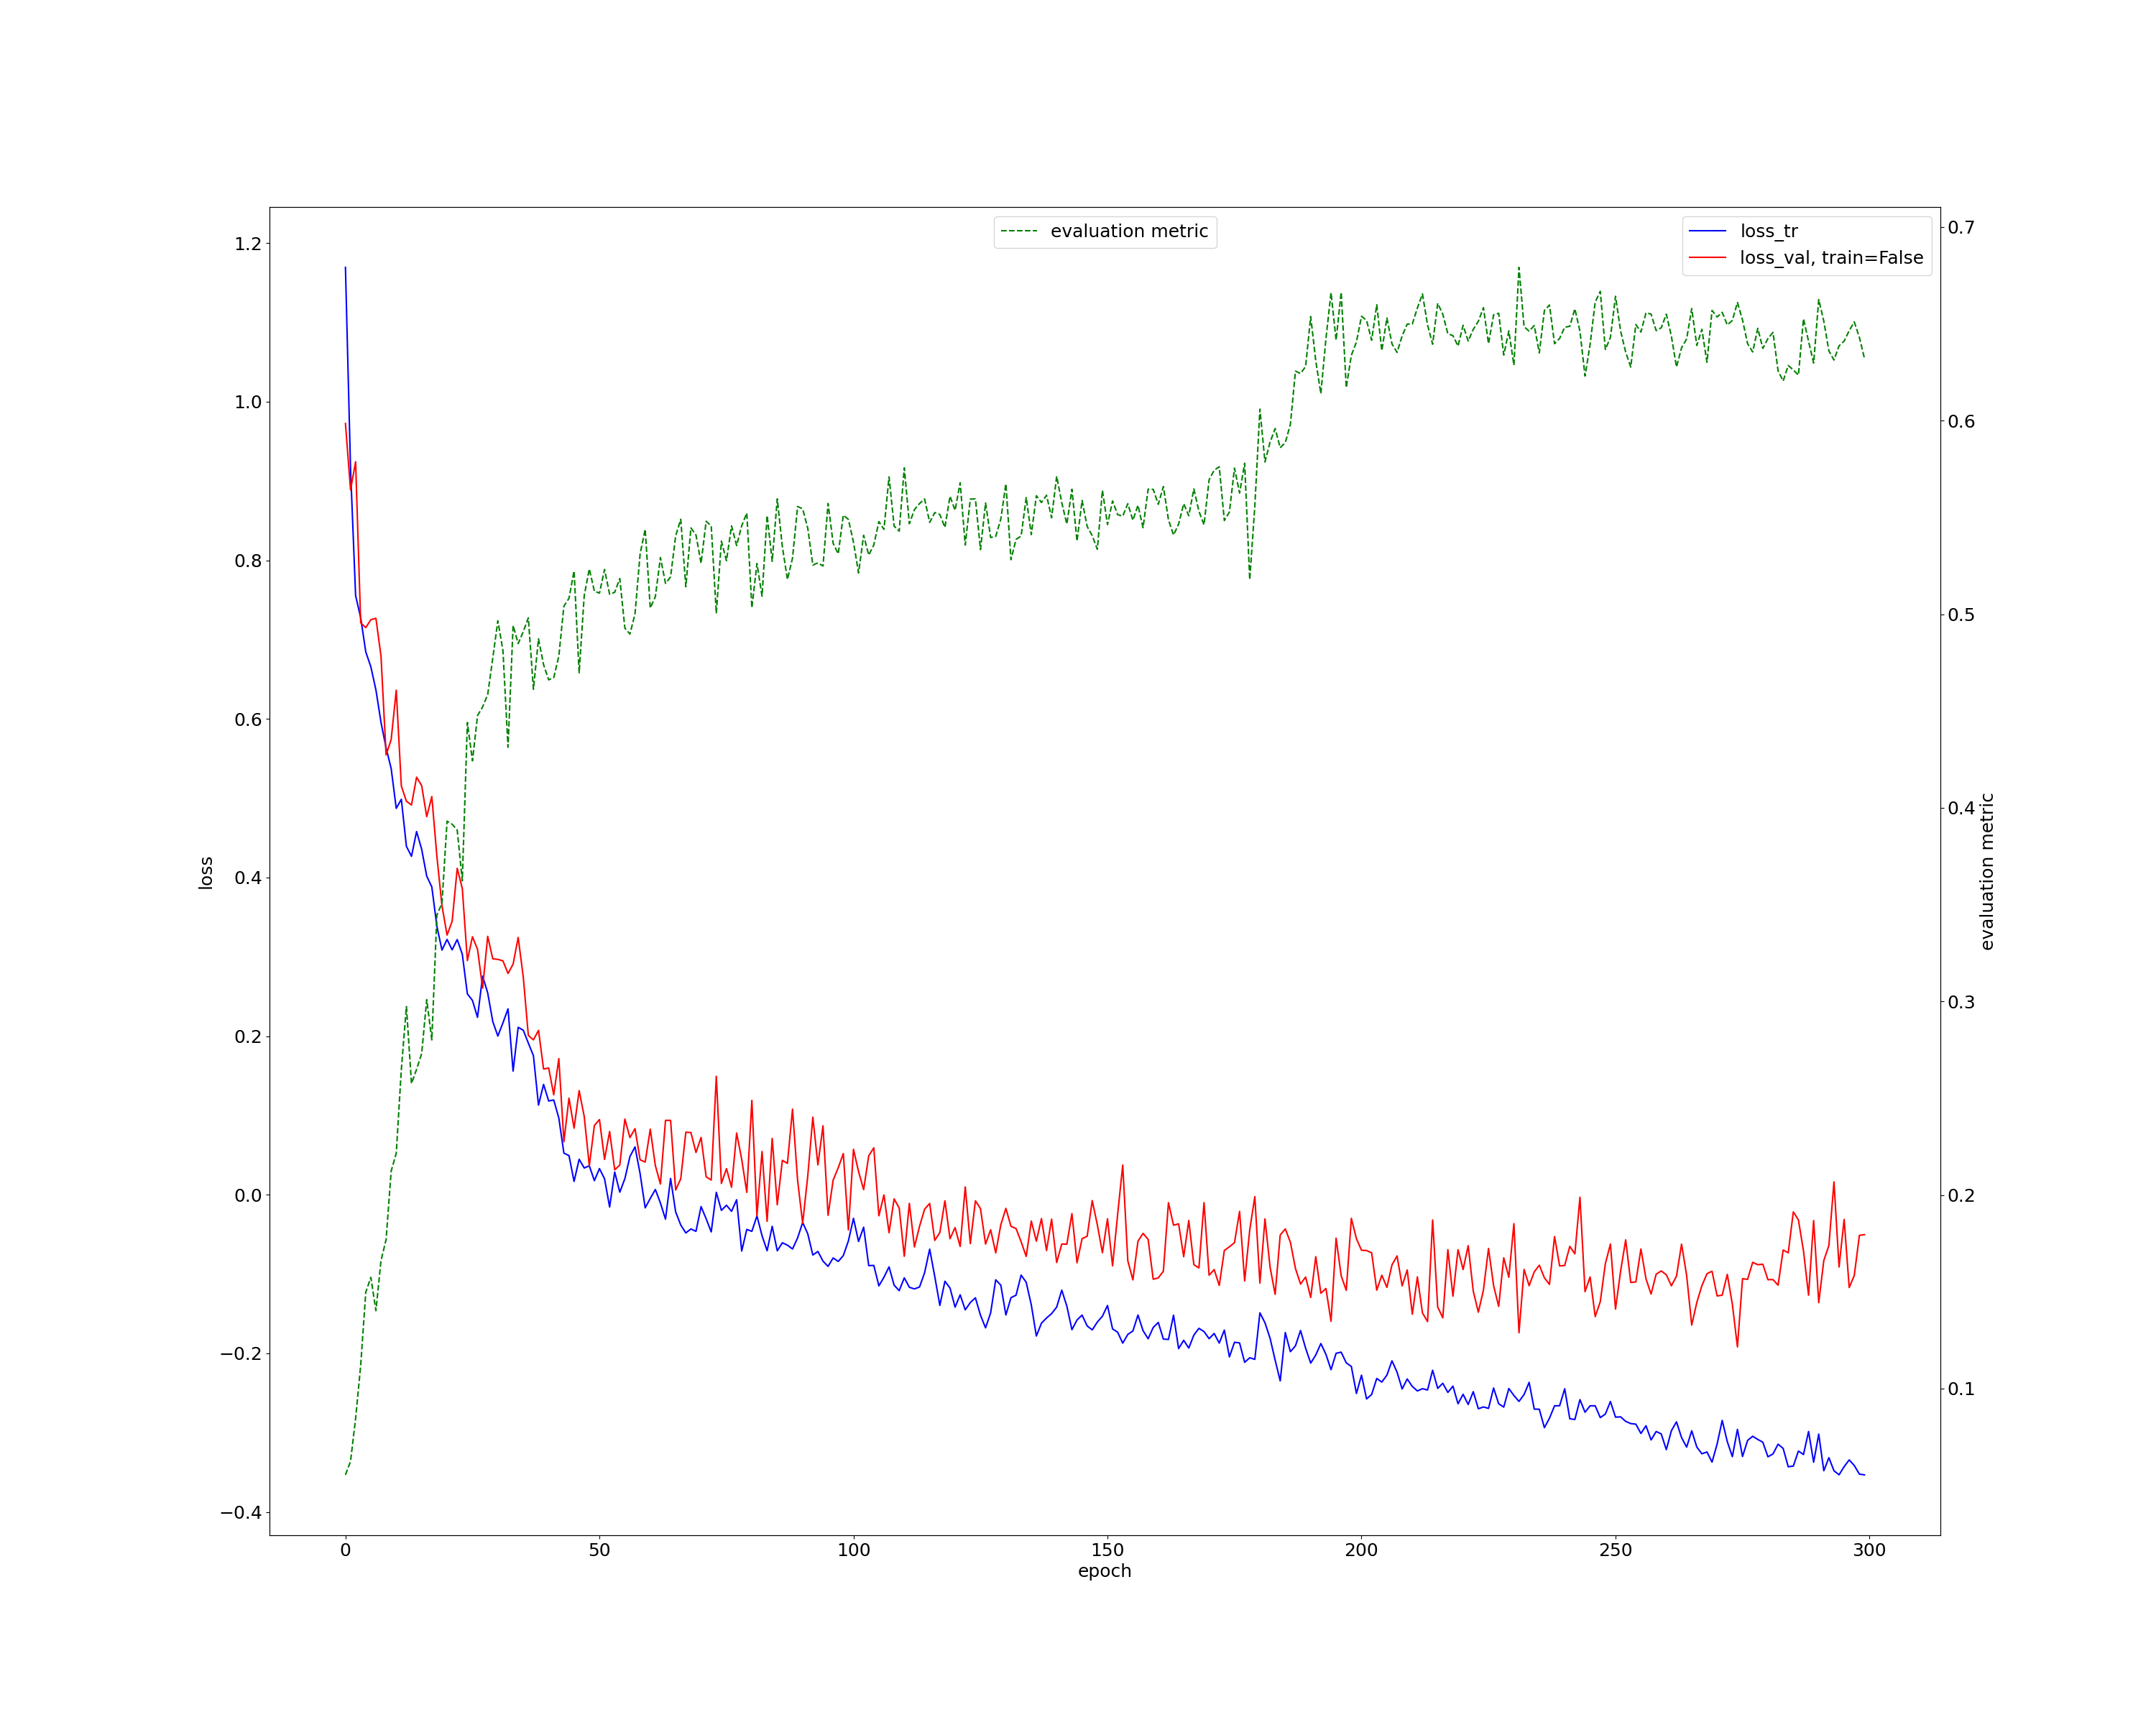 evaluation metric
loss_tr
loss_val, train=False
1.2
1.0
0.8
0.6
0.4
0.2
0.0
−0.2
−0.4
loss
0.7
0.6
0.5
0.4
0.3
0.2
0.1
evaluation metric
0 50 100 150 200 250 300
epoch